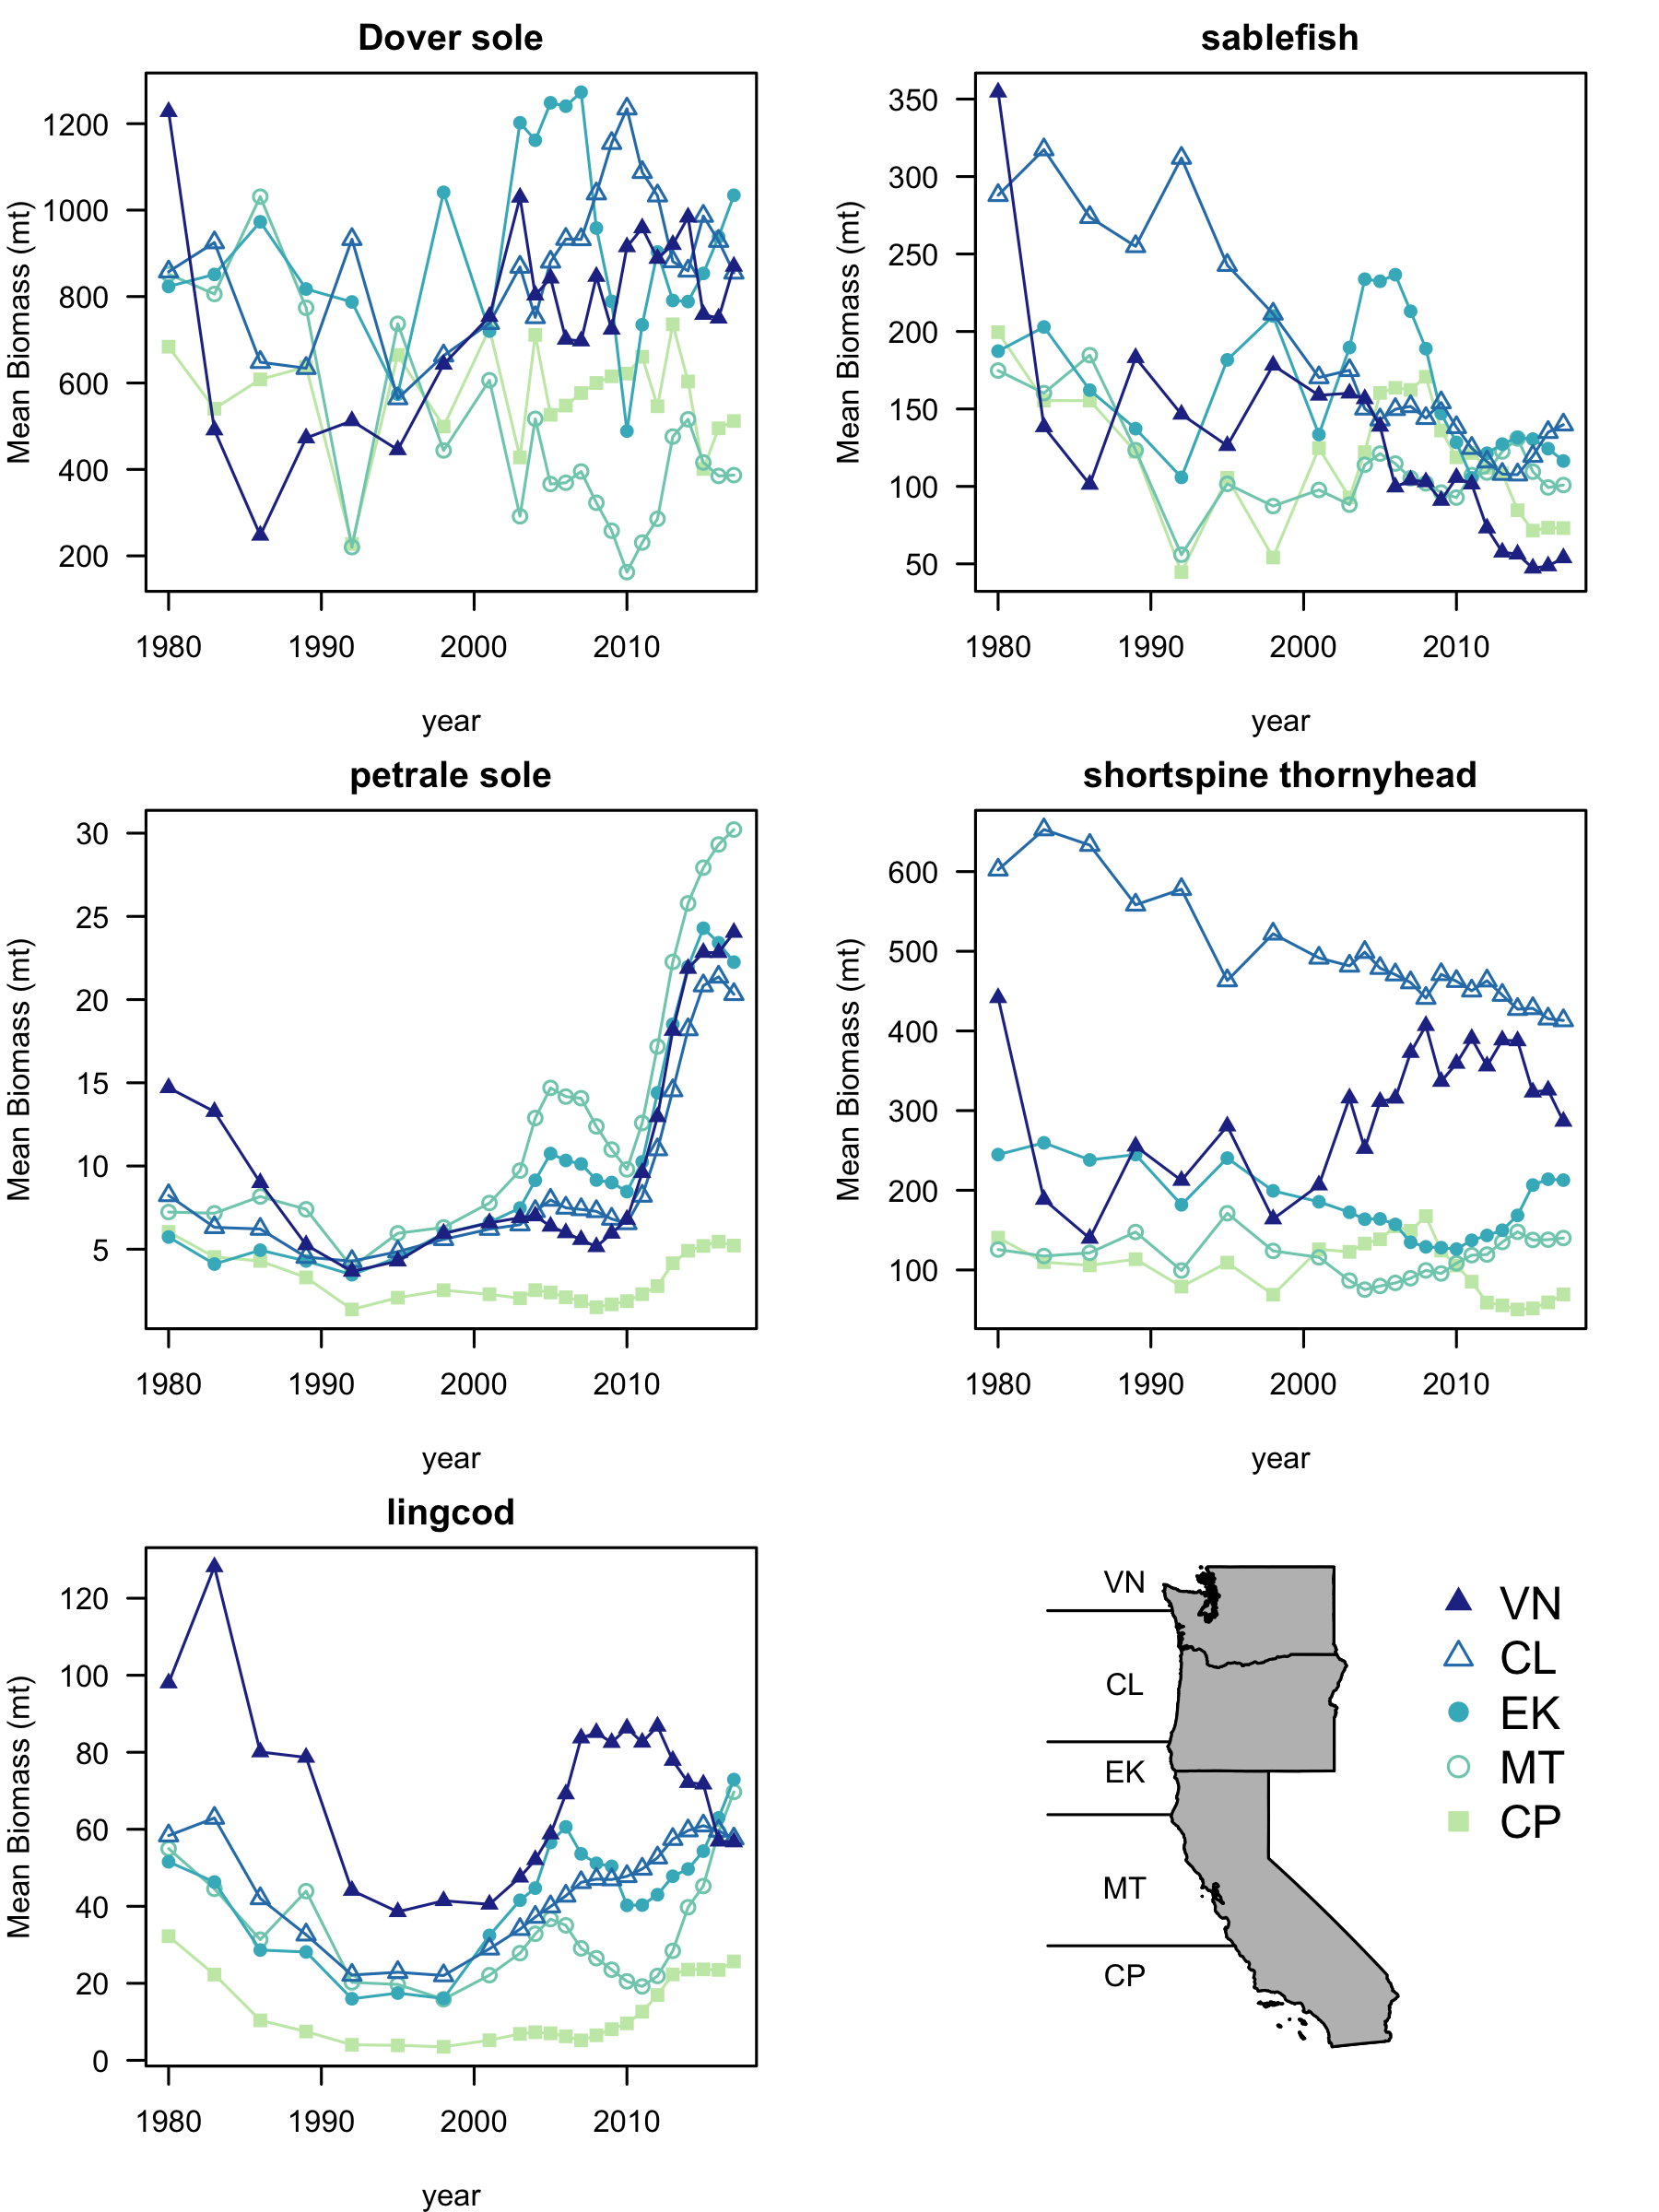 Dover sole
Mean Biomass (mt)
1200
1000
800
600
400
200
1980 1990 2000 2010
year
sablefish
Mean Biomass (mt)
350
300
250
200
150
100
50
1980 1990 2000 2010
year
petrale sole
Mean Biomass (mt)
30
25
20
15
10
5
1980 1990 2000 2010
year
shortspine thornyhead
Mean Biomass (mt)
600
500
400
300
200
100
1980 1990 2000 2010
year
lingcod
Mean Biomass (mt)
120
100
80
60
40
20
0
1980 1990 2000 2010
year
VN
CL
EK
MT
CP
VN
CL
EK
MT
CP